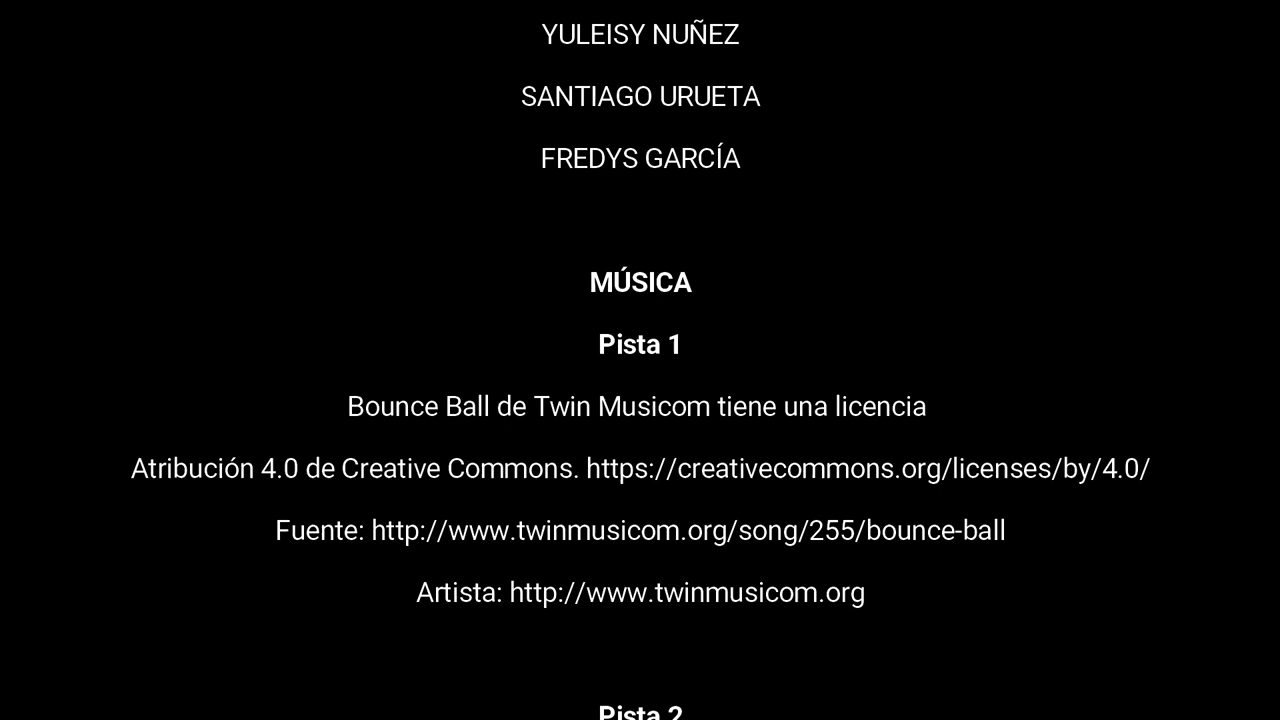 YULEISY NUÑEZ
SANTIAGO URUETA
FREDYS GARCÍA
MÚSICA
Pista 1
Bounce Ball de Twin Musicom tiene una licencia
Atribución 4.0 de Creative Commons. https://creativecommons.org/licenses/by/4.0/
Fuente: http://www.twinmusicom.org/song/255/bounce-ball
Artista: http://www.twinmusicom.org
Pista 2